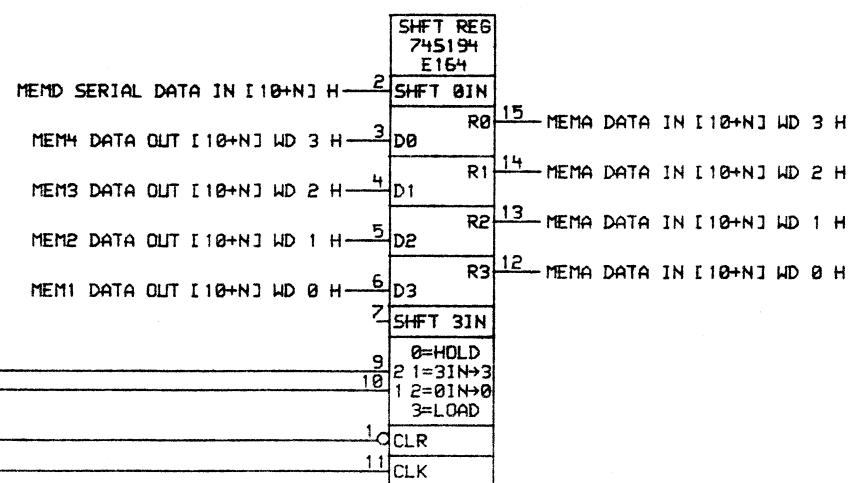 SHFT REG
74S194
E164
MEMD SERIAL DATA IN [10+N] H 2 SHFT 0IN
R0 15 MEMA DATA IN [10+N] WD 3 H
MEM4 DATA OUT [10+N] WD 3 H 3 D0
R1 14 MEMA DATA IN [10+N] WD 2 H
MEM3 DATA OUT [10+N] WD 2 H 4 D1
R2 13 MEMA DATA IN [10+N] WD 1 H
MEM2 DATA OUT [10+N] WD 1 H 5 D2
R3 12 MEMA DATA IN [10+N] WD 0 H
MEM1 DATA OUT [10+N] WD 0 H 6 D3
7 SHFT 3IN
0=HOLD
9 2 1=3IN→3
10 1 2=0IN→0
3=LOAD
1 CLR
11 CLK